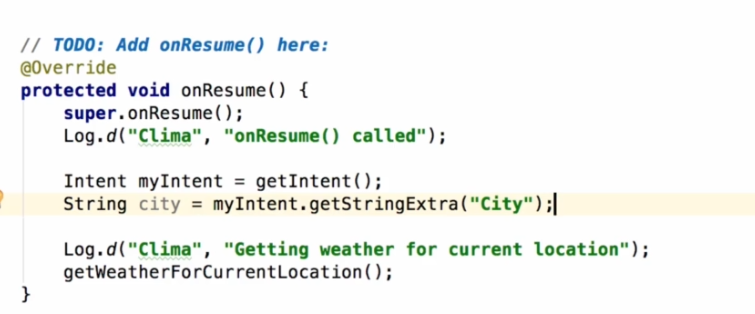 // TODO: Add onResume() here:
@Override
protected void onResume() {
super.onResume();
Log.d("Clima", "onResume() called");
Intent myIntent = getIntent();
String city = myIntent.getStringExtra("City");
Log.d("Clima", "Getting weather for current location");
getWeatherForCurrentLocation();
}